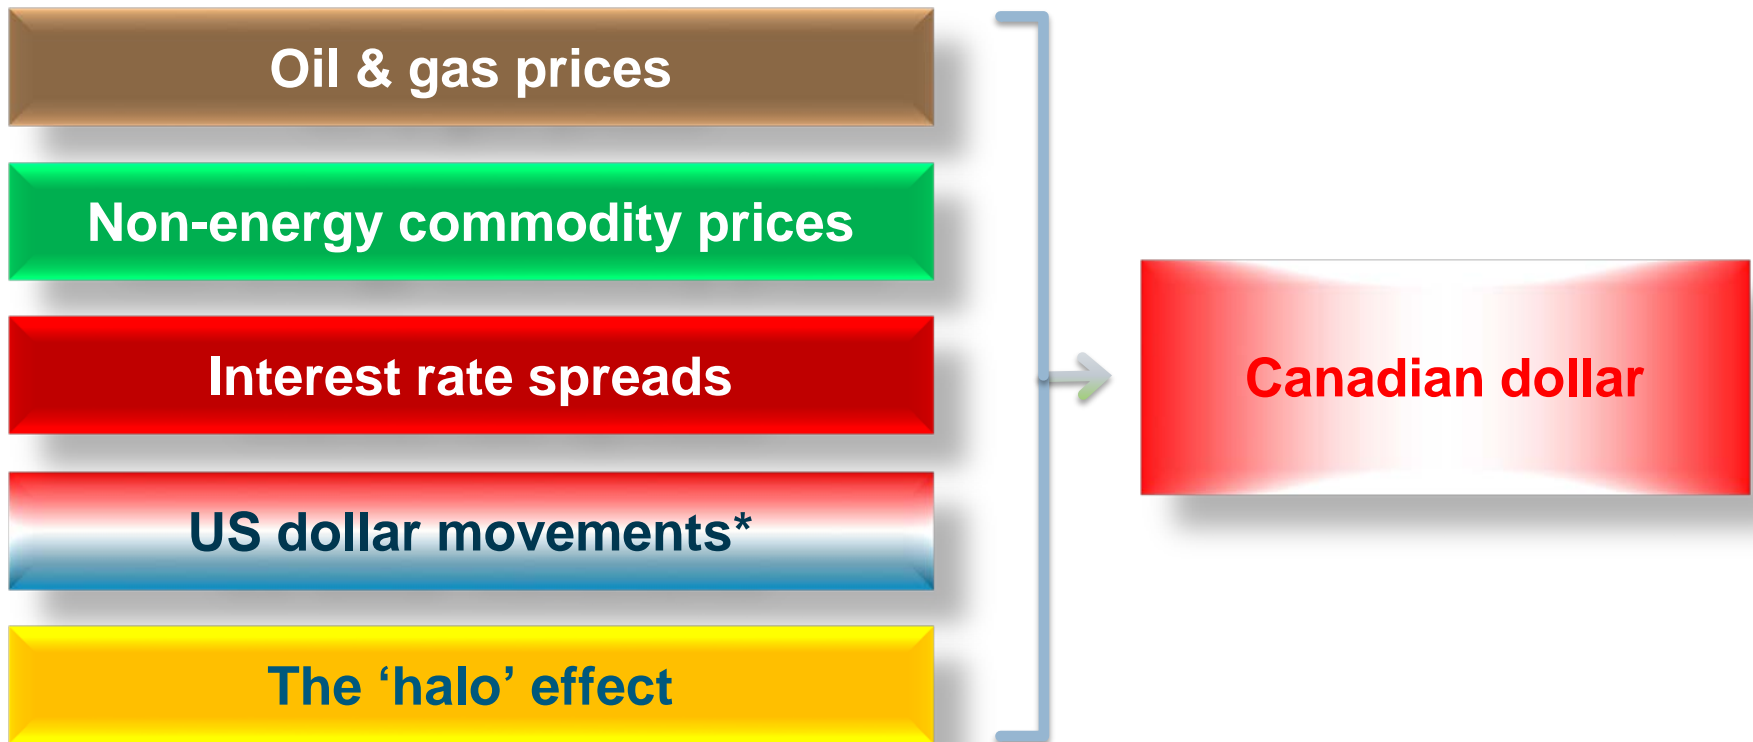 Oil & gas prices
Non-energy commodity prices
Interest rate spreads
US dollar movements*
The ‘halo’ effect
Canadian dollar